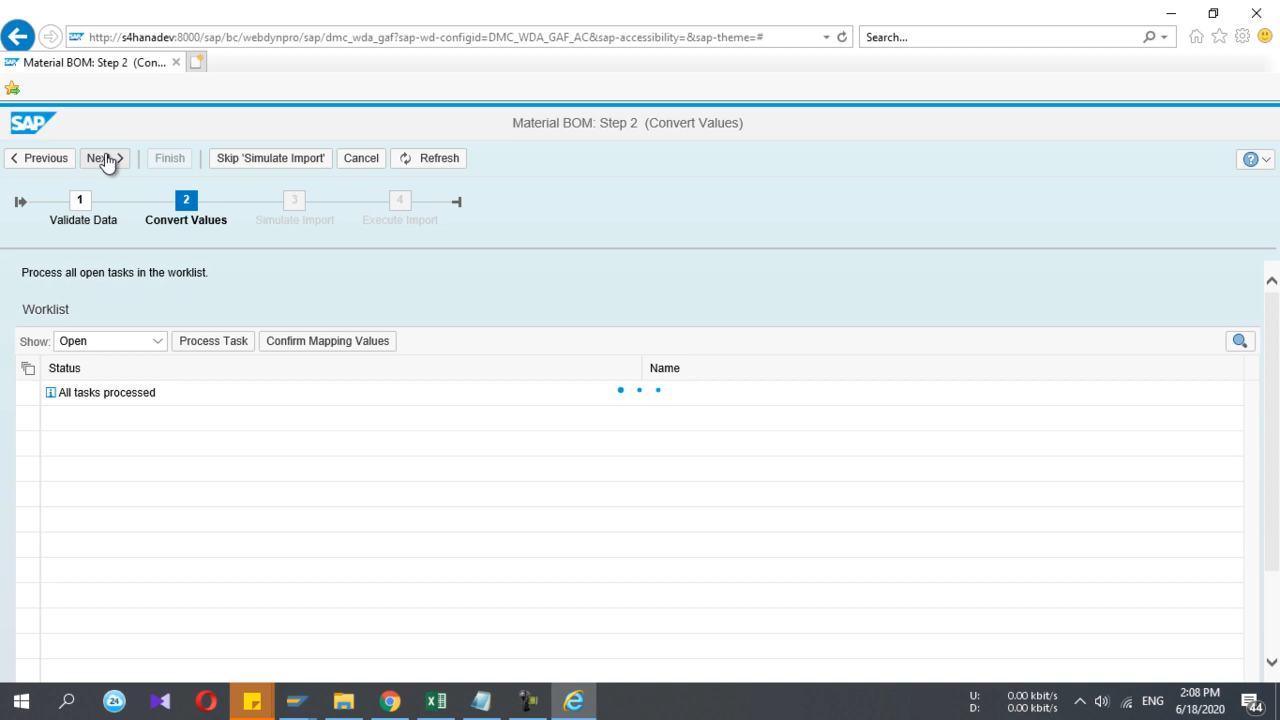 http://s4hanadev:8000/sap/bc/webdynpro/sap/dmc_wda_gaf?sap-wd-configid=DMC_WDA_GAF_AC&sap-accessibility=&sap-theme=#
Search...
Material BOM: Step 2 (Con...
SAP
Material BOM: Step 2 (Convert Values)
Previous
Next
Finish
Skip 'Simulate Import'
Cancel
Refresh
1
2
3
4
Validate Data
Convert Values
Simulate Import
Execute Import
Process all open tasks in the worklist.
Worklist
Show:
Open
Process Task
Confirm Mapping Values
Status
Name
All tasks processed
24
U: 0.00 kbit/s
D: 0.00 kbit/s
ENG
2:08 PM
6/18/2020
44